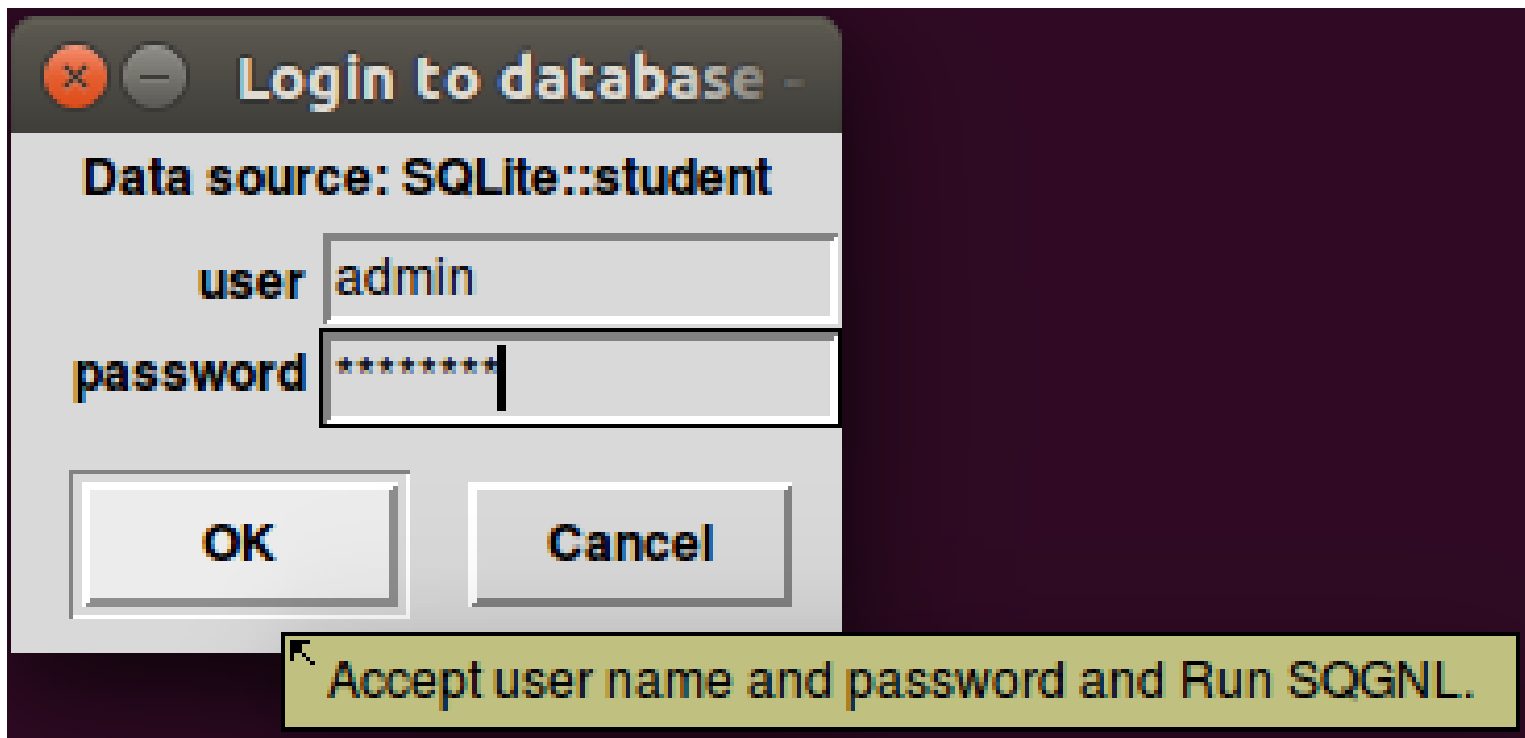 Login to database -
Data source: SQLite::student
user admin
password ********
OK Cancel
Accept user name and password and Run SQGNL.